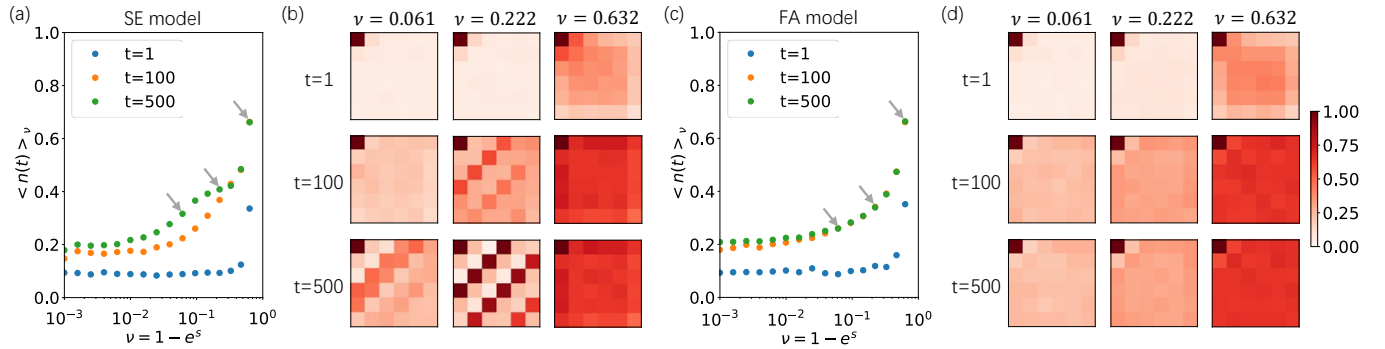 (a)
SE model
1.0
0.8
0.6
0.4
0.2
0.0
t=1
t=100
t=500
< n(t) >ν
10⁻³
10⁻²
10⁻¹
10⁰
ν = 1 − eˢ
(b)
ν = 0.061
ν = 0.222
ν = 0.632
t=1
t=100
t=500
(c)
FA model
1.0
0.8
0.6
0.4
0.2
0.0
t=1
t=100
t=500
< n(t) >ν
10⁻³
10⁻²
10⁻¹
10⁰
ν = 1 − eˢ
(d)
ν = 0.061
ν = 0.222
ν = 0.632
t=1
t=100
t=500
1.00
0.75
0.50
0.25
0.00